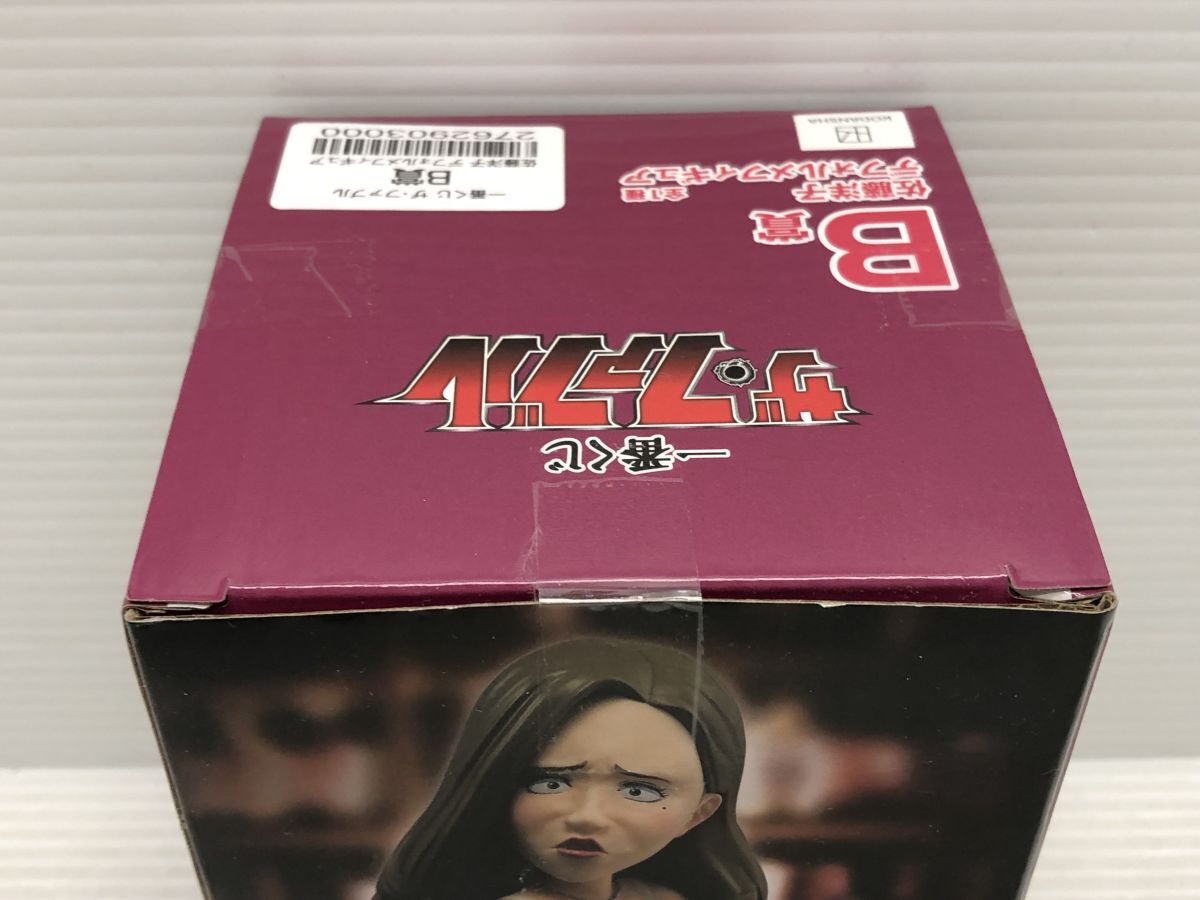 一番くじ
ザ・ファブル
B賞
佐藤洋子
デフォルメフィギュア
全1種
KODANSHA
一番くじ ザ・ファブル
B賞
佐藤洋子 デフォルメフィギュア
2762903000